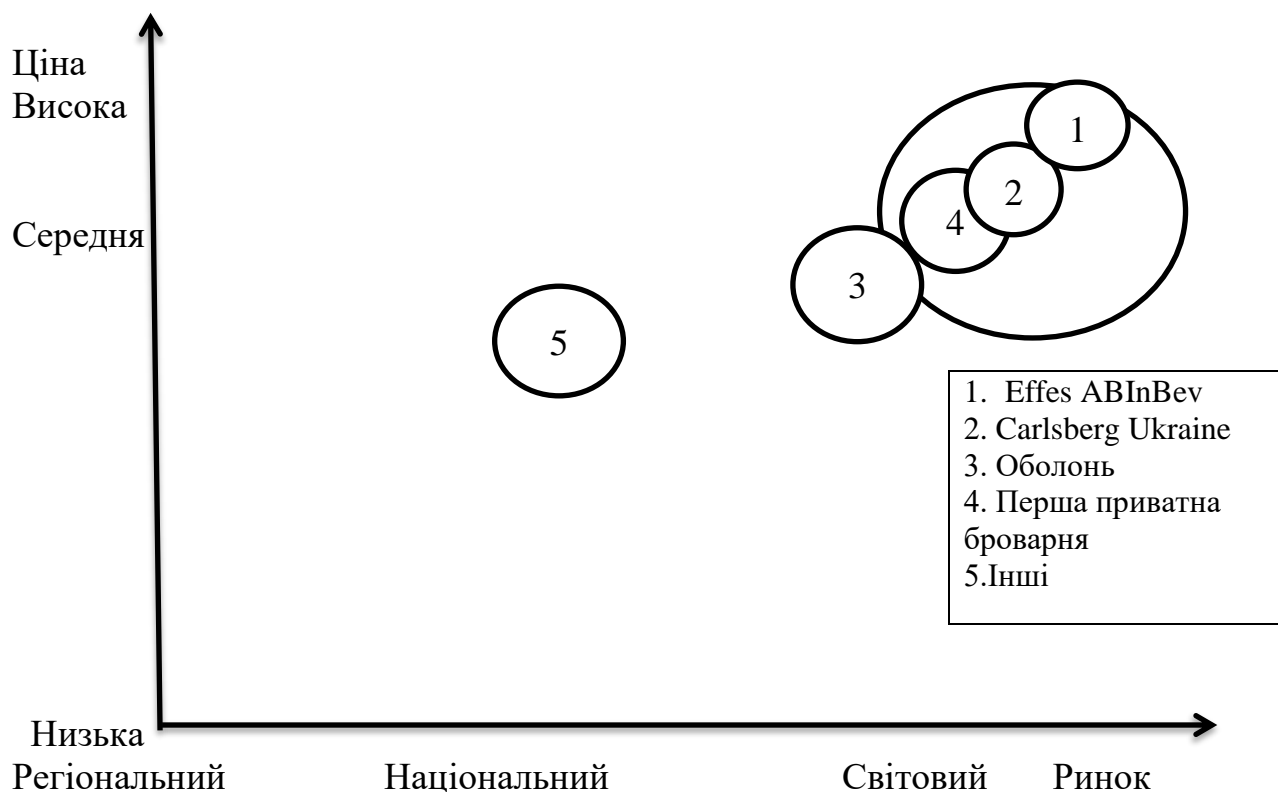 Ціна
Висока
1
2
Середня
4
3
5
1. Effes ABInBev
2. Carlsberg Ukraine
3. Оболонь
4. Перша приватна
броварня
5.Інші
Низька
Регіональний Національний Світовий Ринок